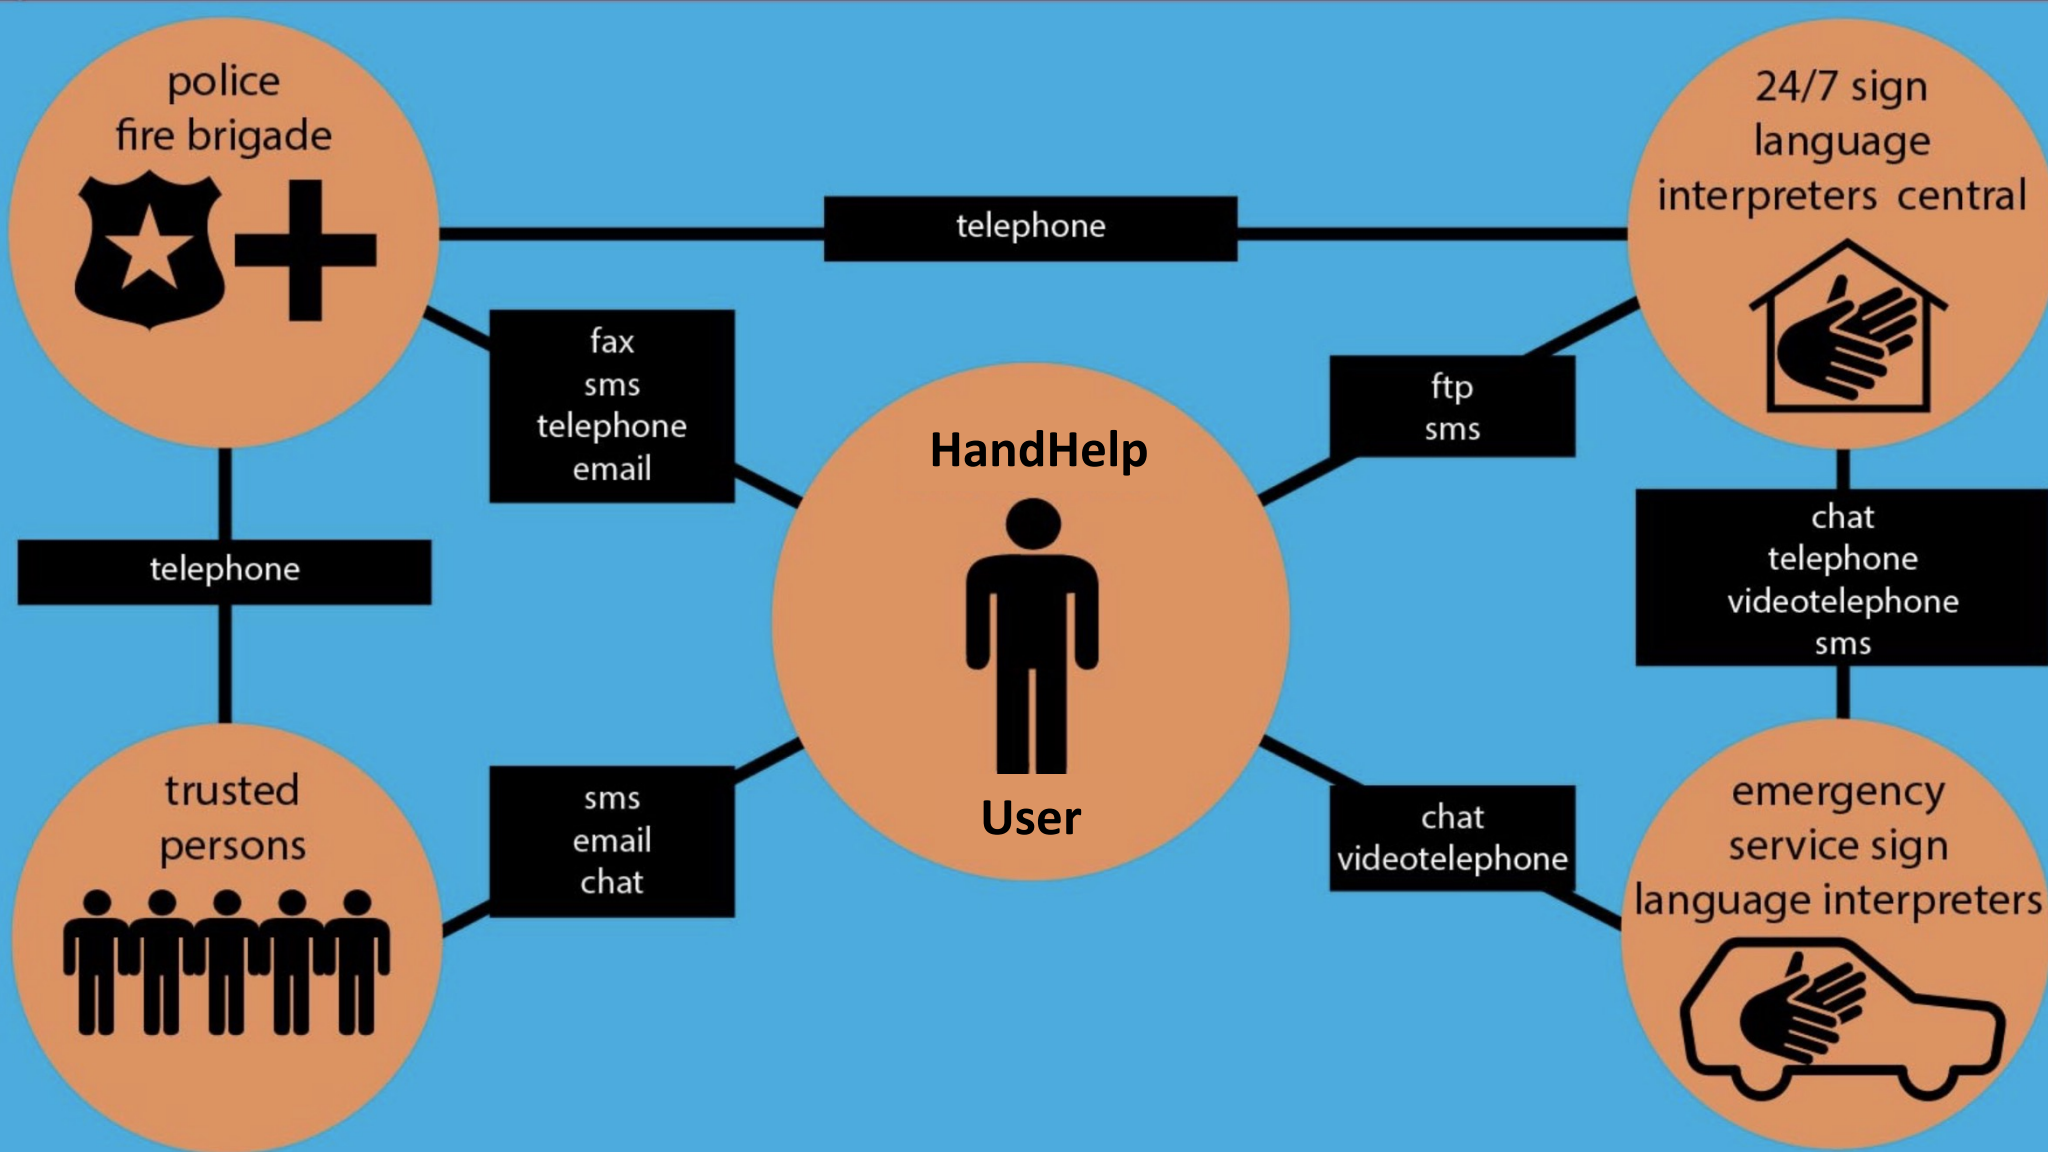 police
fire brigade
24/7 sign
language
interpreters central
telephone
fax
sms
telephone
email
ftp
sms
HandHelp
User
telephone
chat
telephone
videotelephone
sms
trusted
persons
sms
email
chat
chat
videotelephone
emergency
service sign
language interpreters